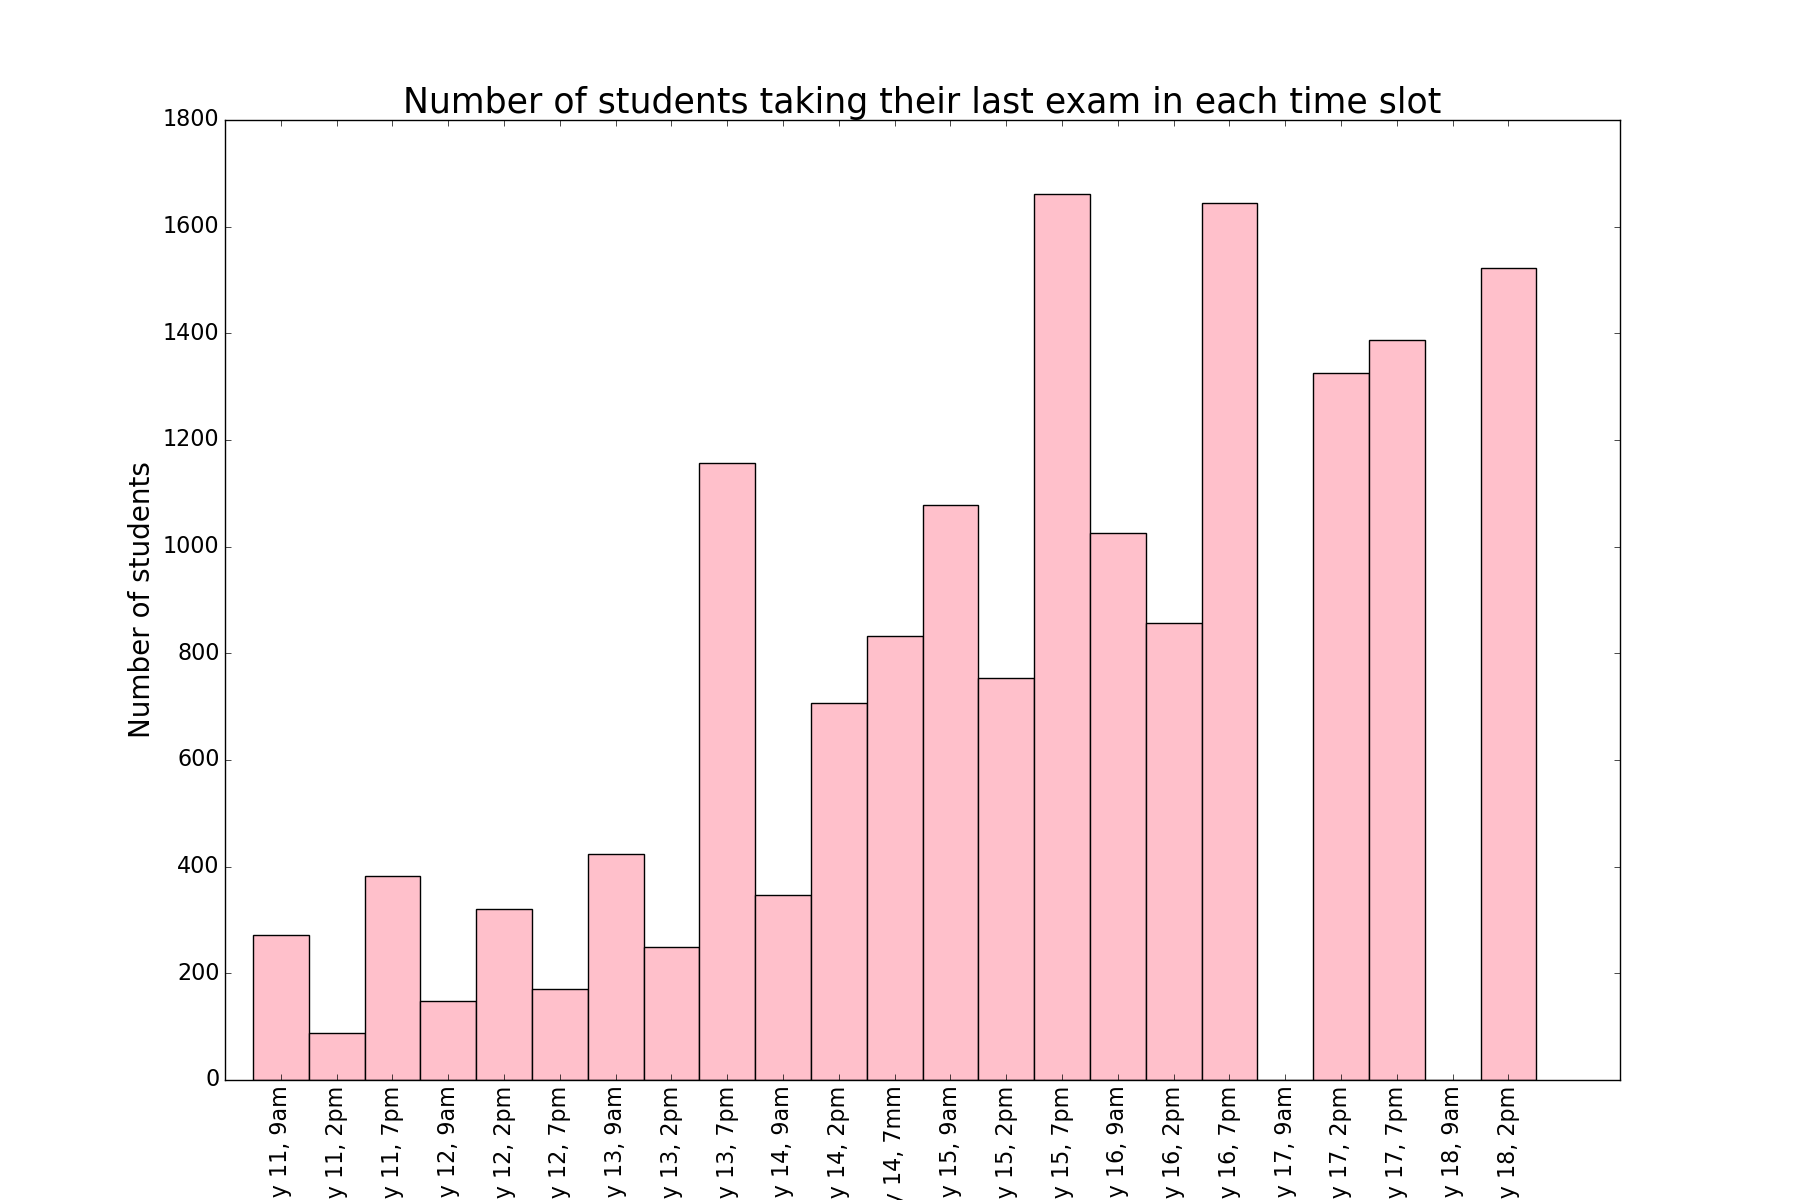 Number of students taking their last exam in each time slot
Number of students
1800
1600
1400
1200
1000
800
600
400
200
0
y 11, 9am
y 11, 2pm
y 11, 7pm
y 12, 9am
y 12, 2pm
y 12, 7pm
y 13, 9am
y 13, 2pm
y 13, 7pm
y 14, 9am
y 14, 2pm
y 14, 7mm
y 15, 9am
y 15, 2pm
y 15, 7pm
y 16, 9am
y 16, 2pm
y 16, 7pm
y 17, 9am
y 17, 2pm
y 17, 7pm
y 18, 9am
y 18, 2pm